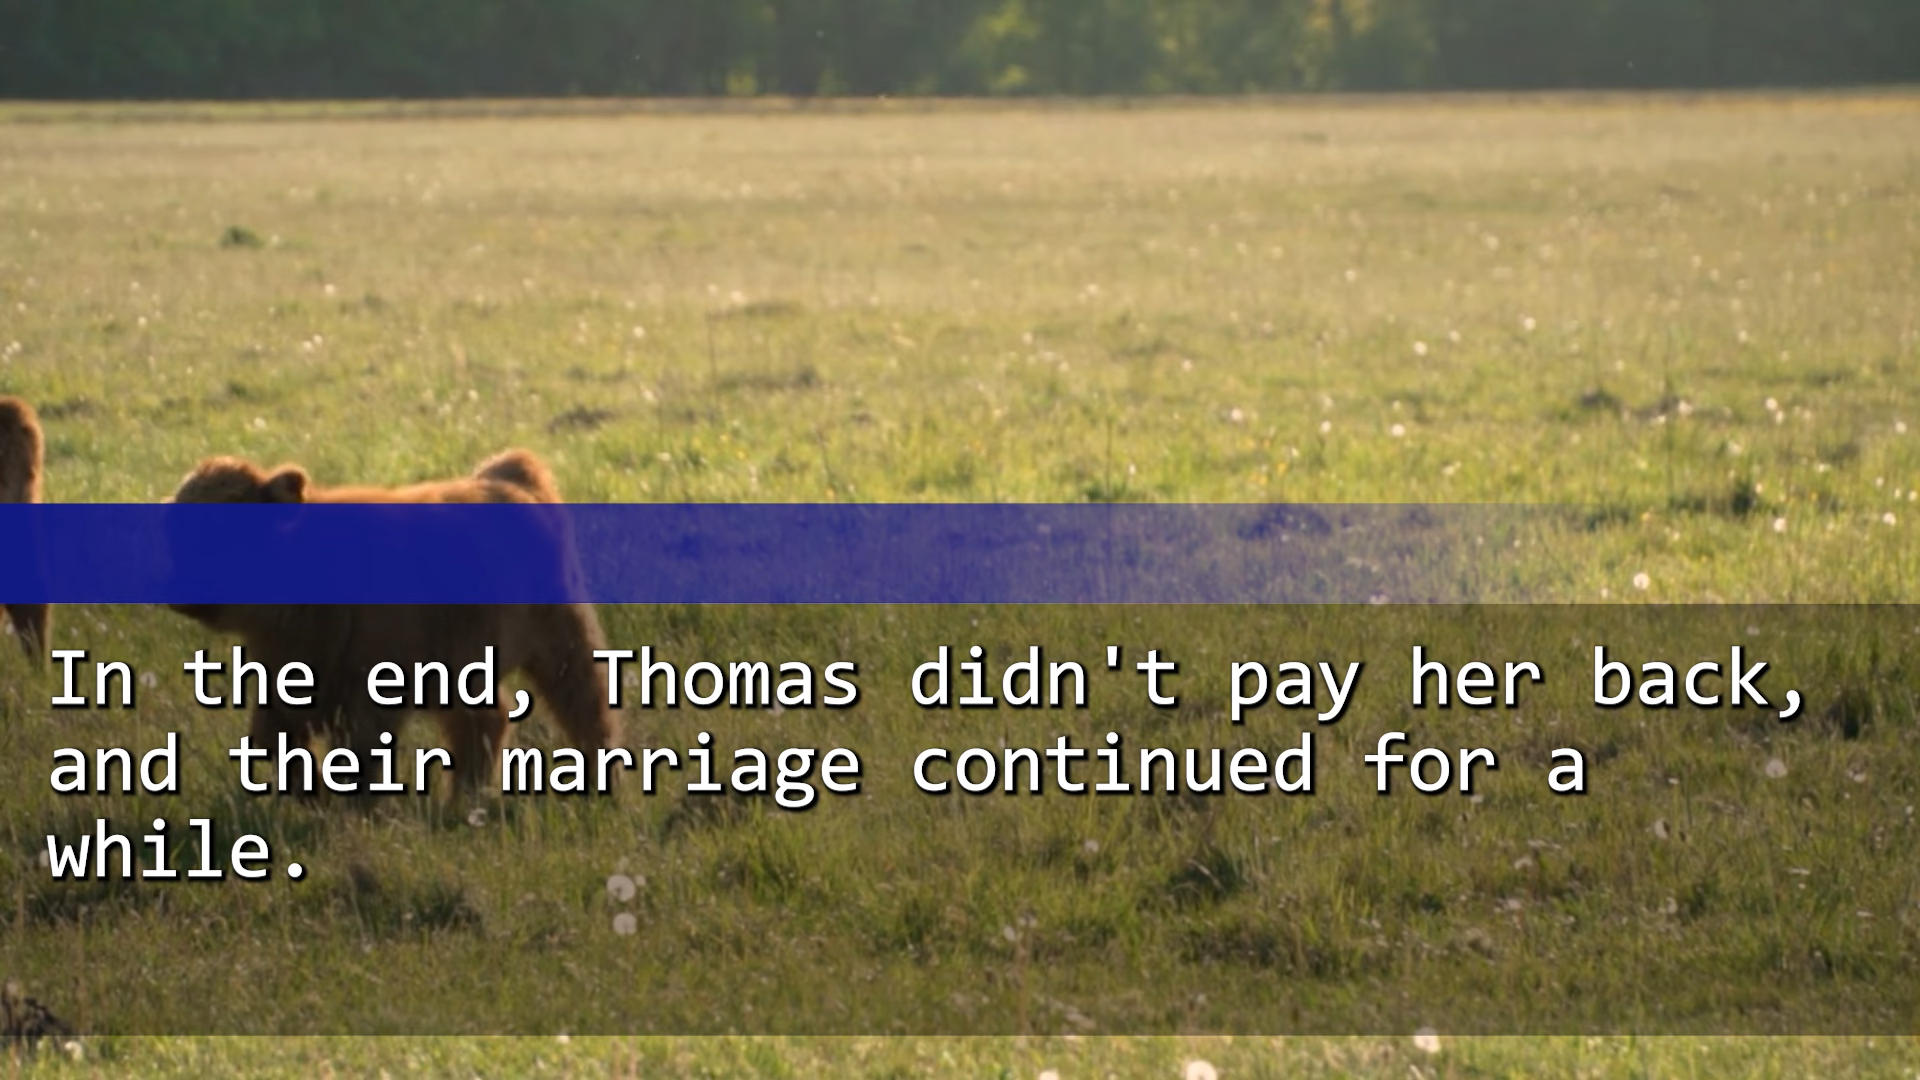 In the end, Thomas didn't pay her back,
and their marriage continued for a
while.